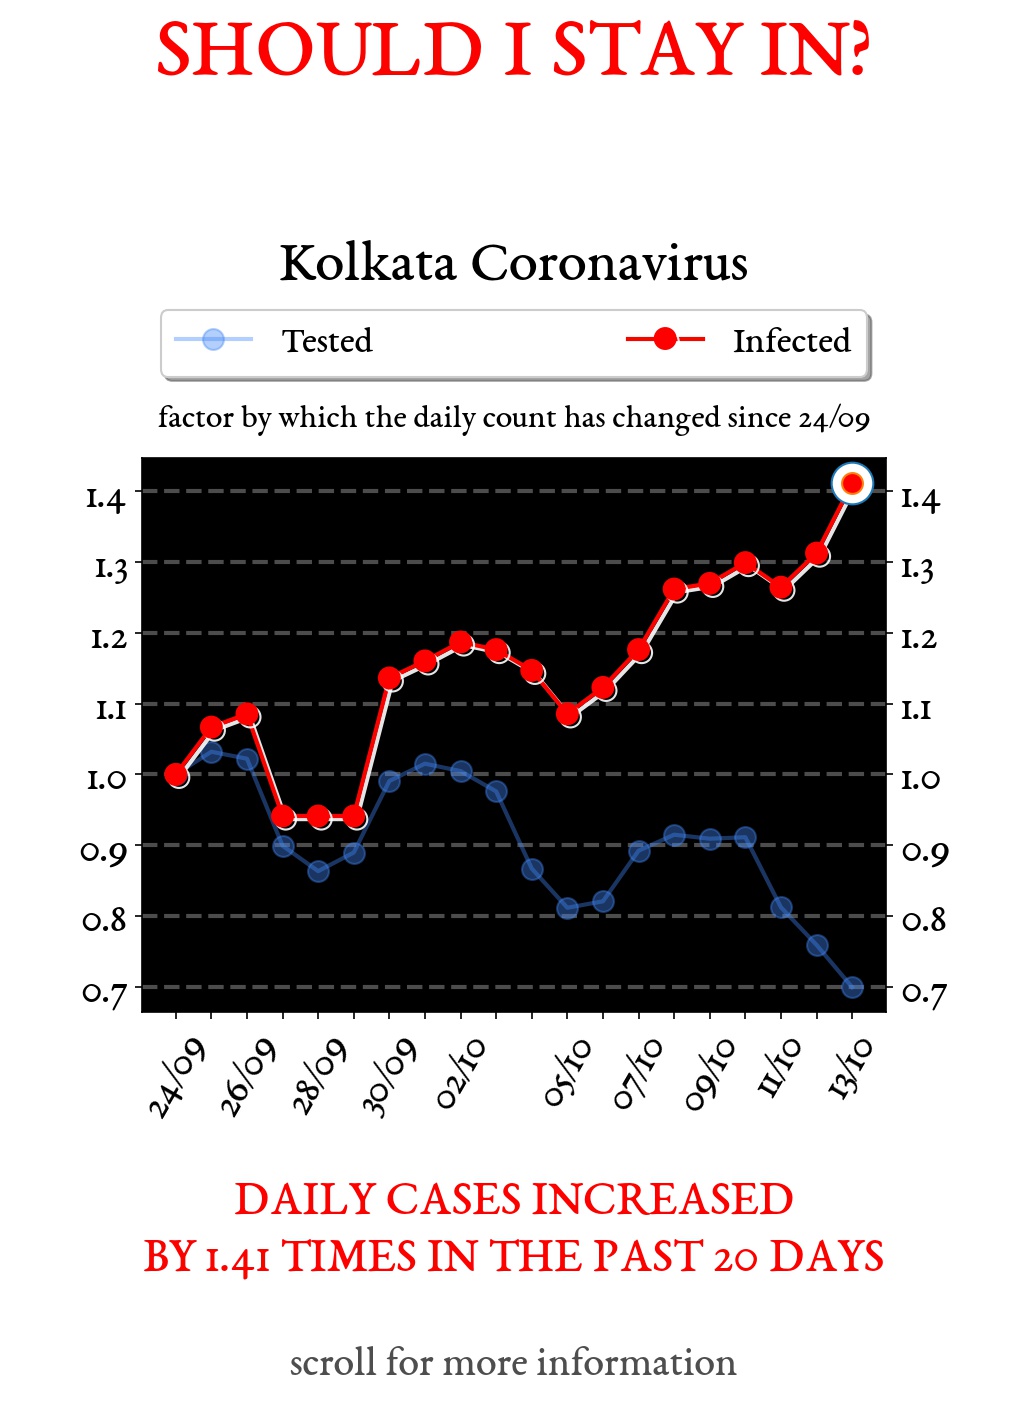 SHOULD I STAY IN?
Kolkata Coronavirus
Tested Infected
factor by which the daily count has changed since 24/09
1.4 1.4
1.3 1.3
1.2 1.2
1.1 1.1
1.0 1.0
0.9 0.9
0.8 0.8
0.7 0.7
24/09 26/09 28/09 30/09 02/10 05/10 07/10 09/10 11/10 13/10
DAILY CASES INCREASED
BY 1.41 TIMES IN THE PAST 20 DAYS
scroll for more information